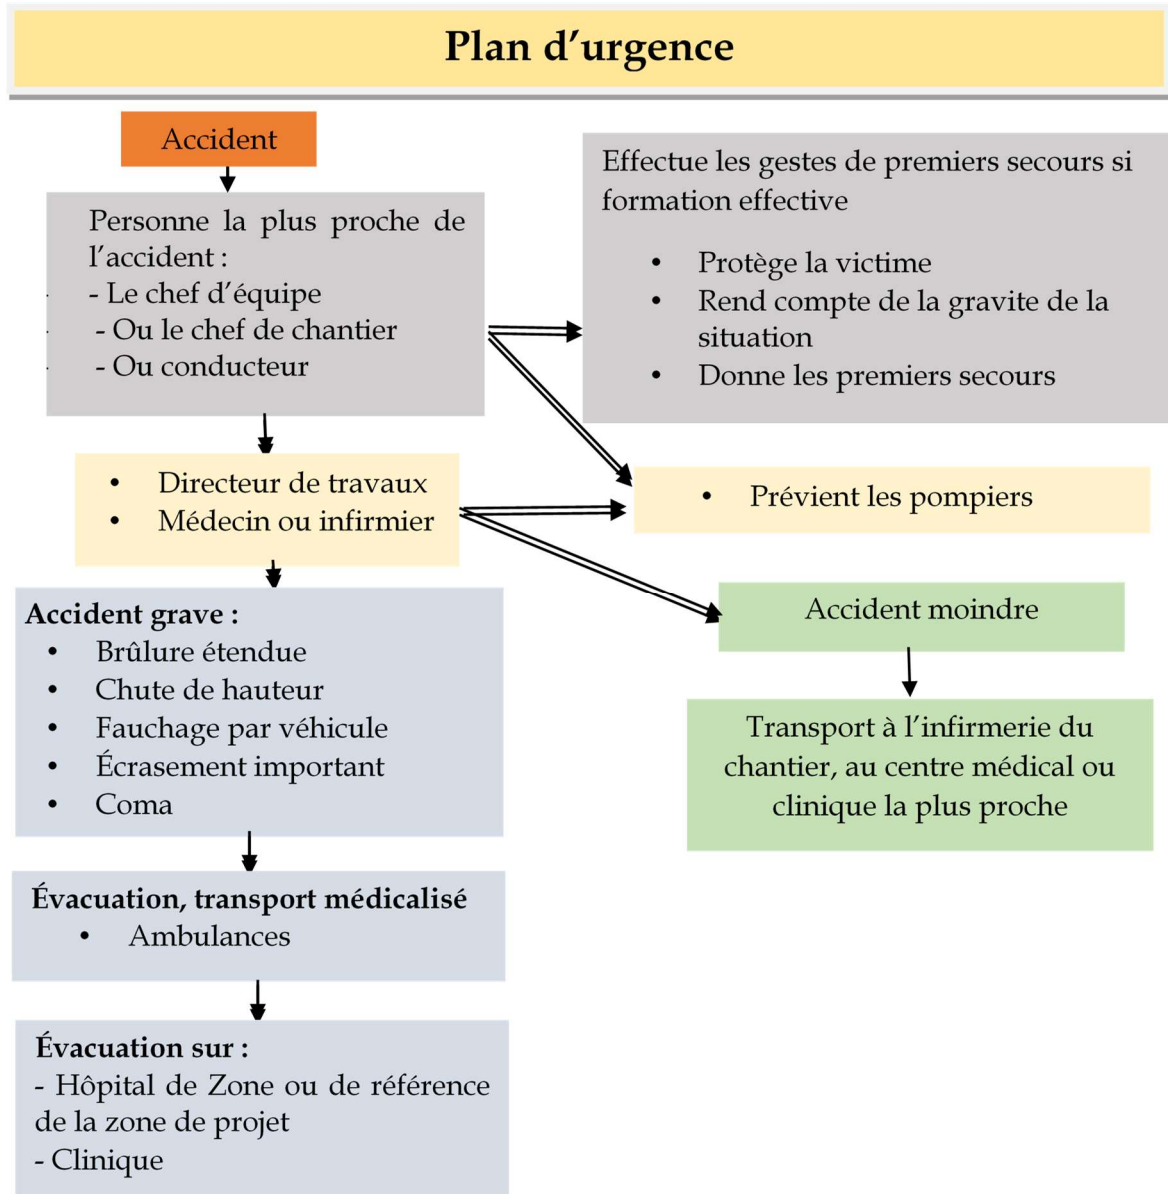 Plan d’urgence
Accident
Personne la plus proche de
l’accident :
- Le chef d’équipe
- Ou le chef de chantier
- Ou conducteur
Effectue les gestes de premiers secours si
formation effective
• Protège la victime
• Rend compte de la gravite de la
situation
• Donne les premiers secours
• Directeur de travaux
• Médecin ou infirmier
• Prévient les pompiers
Accident grave :
• Brûlure étendue
• Chute de hauteur
• Fauchage par véhicule
• Écrasement important
• Coma
Accident moindre
Transport à l’infirmerie du
chantier, au centre médical ou
clinique la plus proche
Évacuation, transport médicalisé
• Ambulances
Évacuation sur :
- Hôpital de Zone ou de référence
de la zone de projet
- Clinique